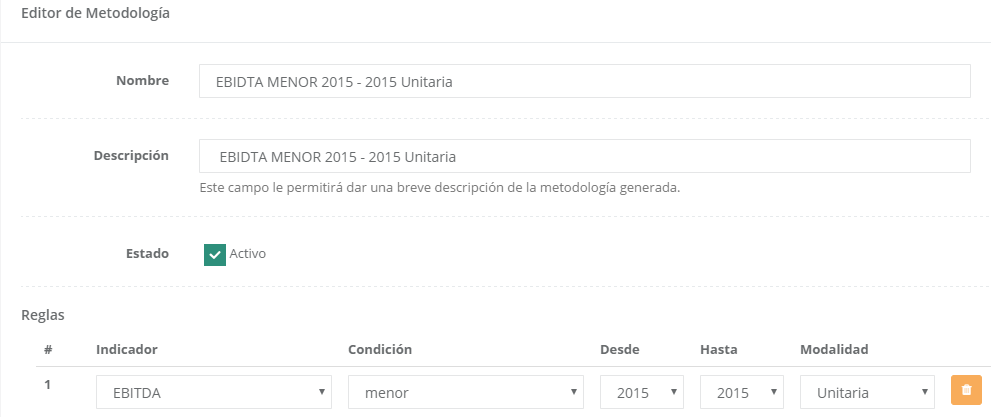 Editor de Metodología
Nombre
EBIDTA MENOR 2015 - 2015 Unitaria
Descripción
EBIDTA MENOR 2015 - 2015 Unitaria
Este campo le permitirá dar una breve descripción de la metodología generada.
Estado
Activo
Reglas
# Indicador Condición Desde Hasta Modalidad
1 EBITDA menor 2015 2015 Unitaria